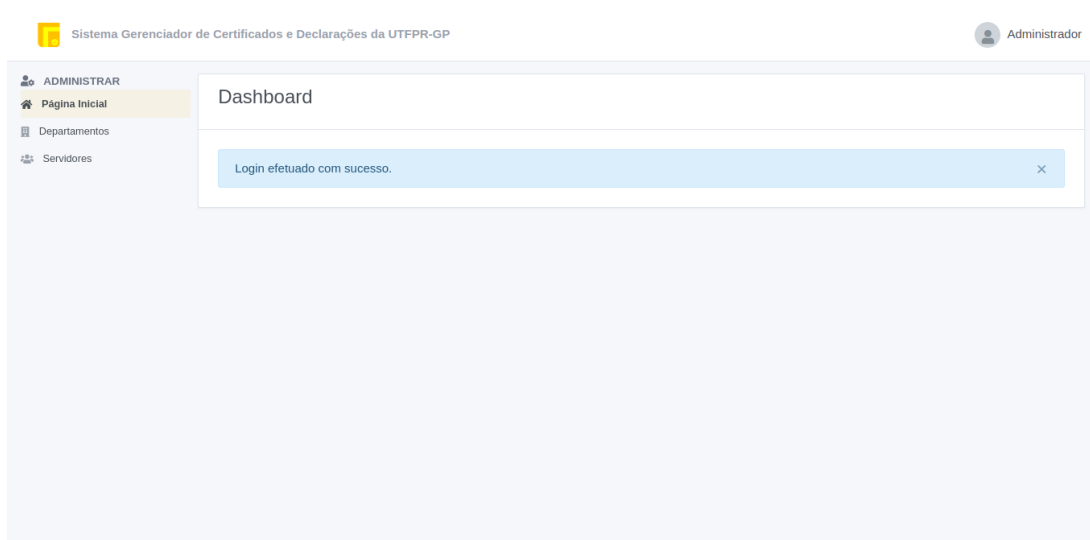 Sistema Gerenciador de Certificados e Declarações da UTFPR-GP
Administrador
ADMINISTRAR
Página Inicial
Departamentos
Servidores
Dashboard
Login efetuado com sucesso.
×